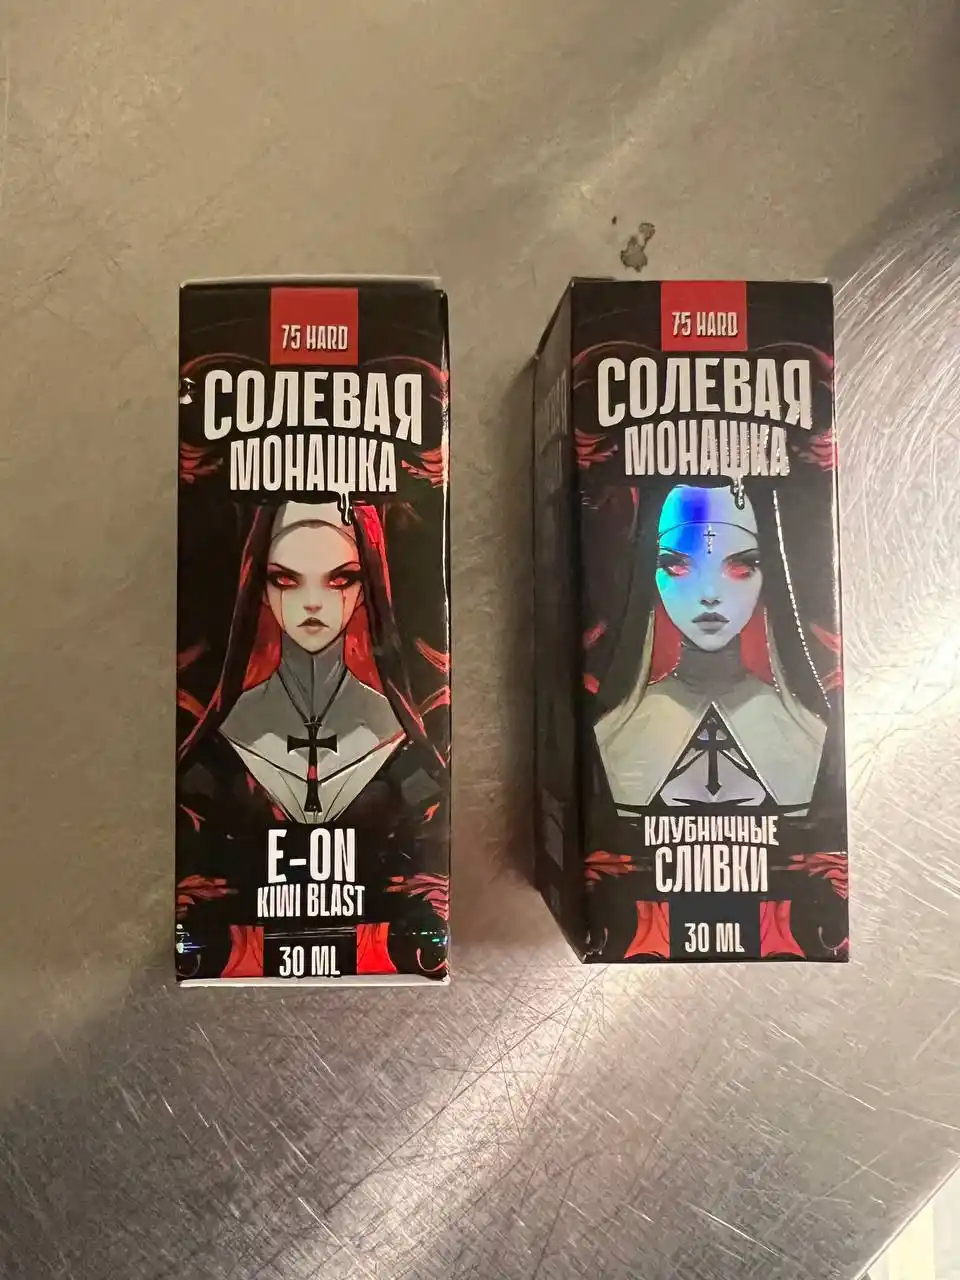 75 HARD
СОЛЕВАЯ
МОНАШКА
E-ON
KIWI BLAST
30 ML
75 HARD
СОЛЕВАЯ
МОНАШКА
КЛУБНИЧНЫЕ
СЛИВКИ
30 ML